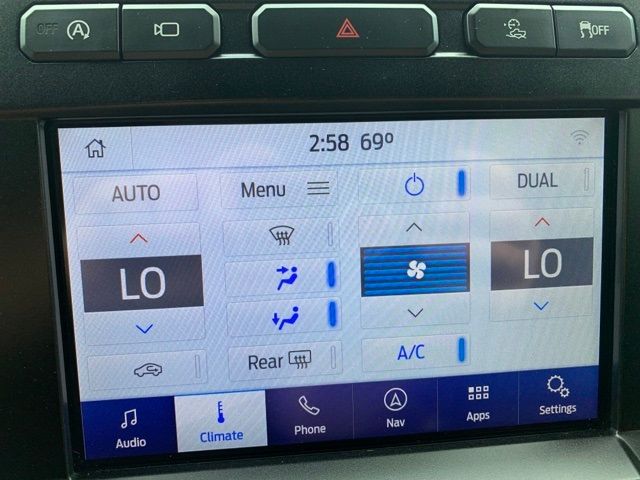 OFF A
OFF
2:58 69°
AUTO
Menu
DUAL
LO
LO
Rear
A/C
Audio
Climate
Phone
Nav
Apps
Settings